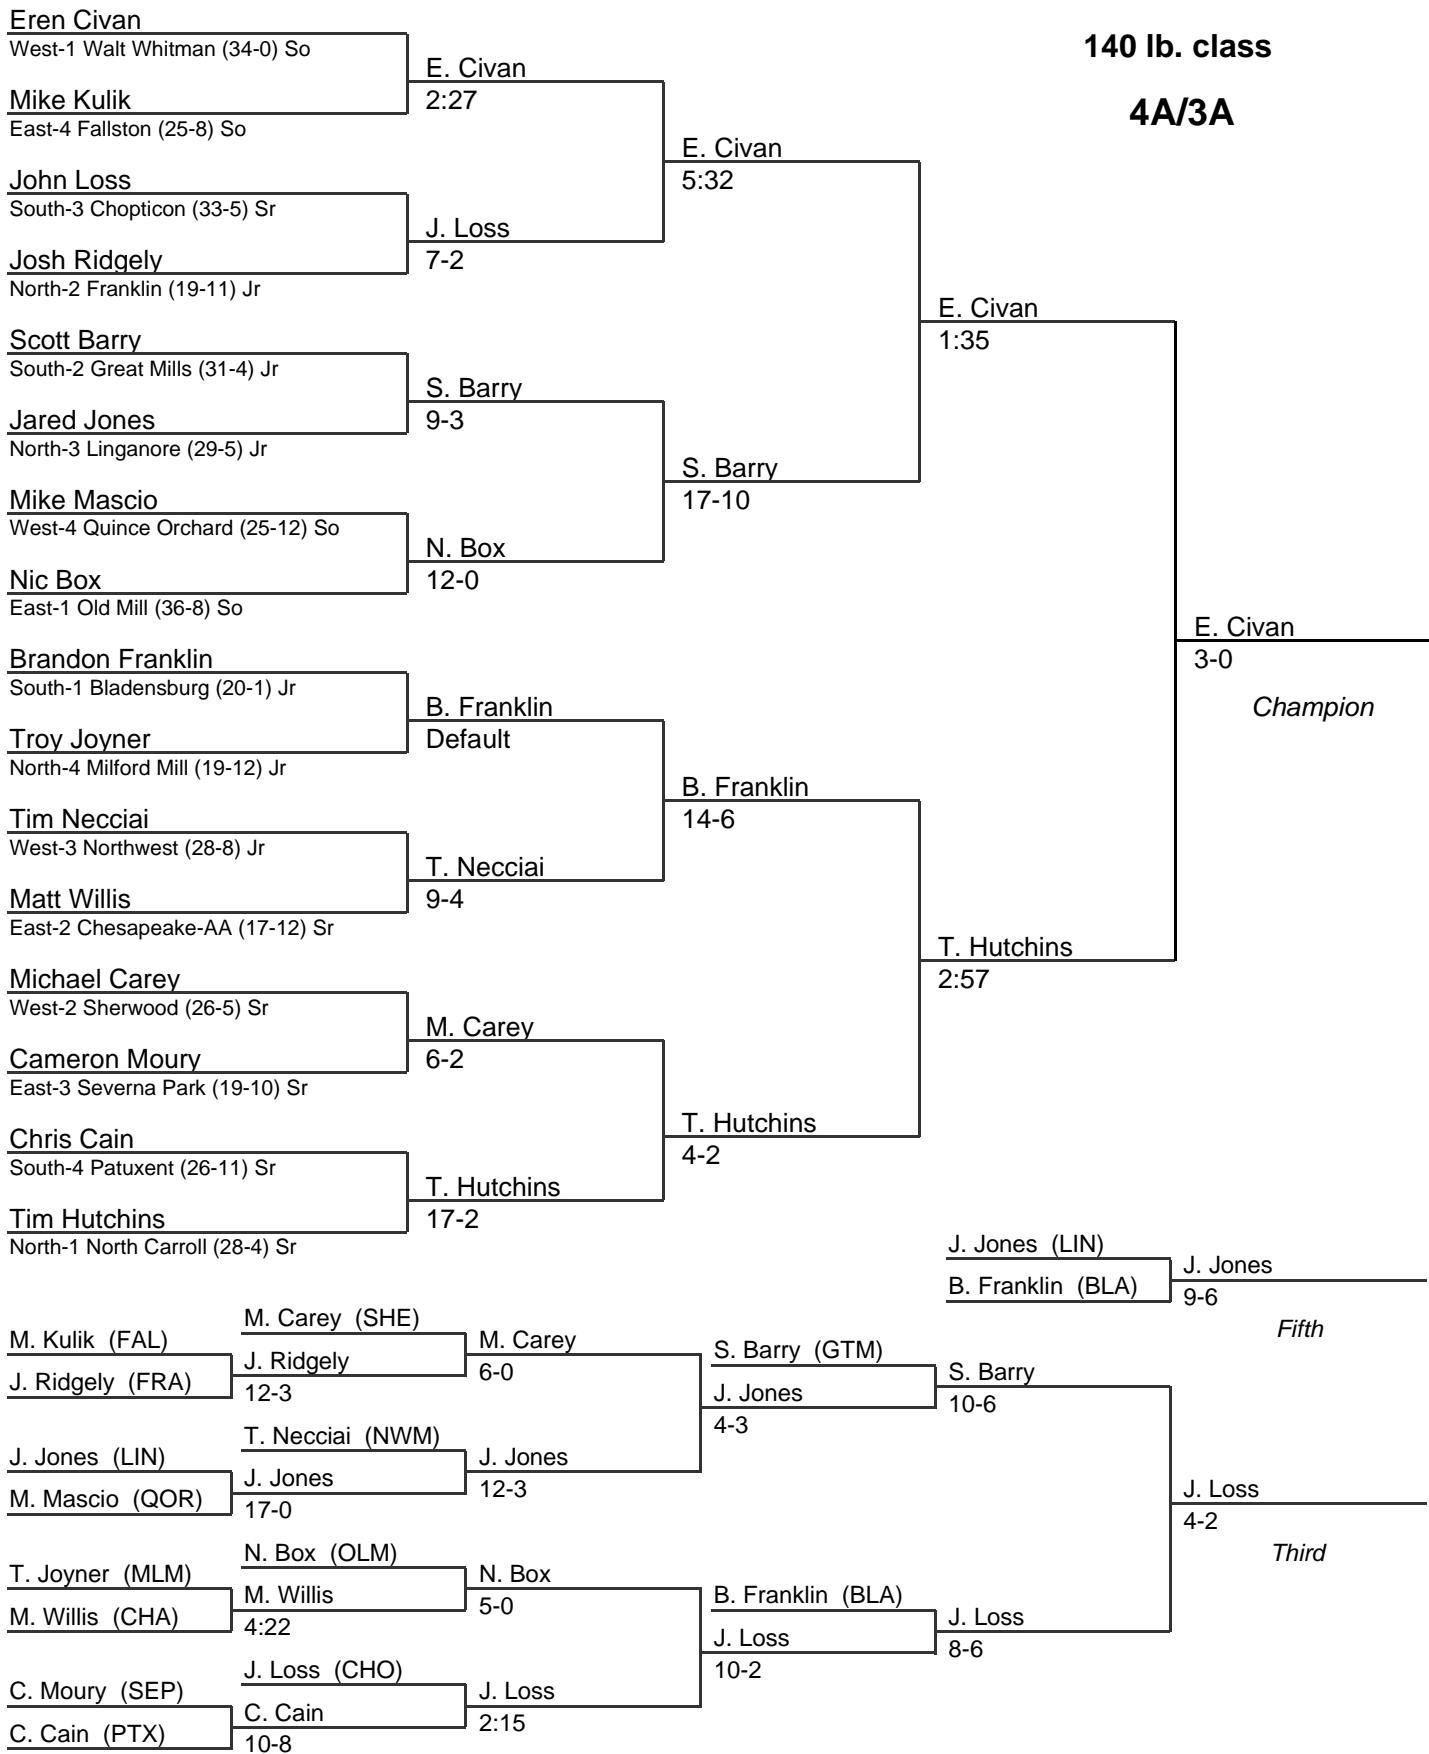 140 lb. class
4A/3A
Eren Civan
West-1 Walt Whitman (34-0) So
Mike Kulik
East-4 Fallston (25-8) So
John Loss
South-3 Chopticon (33-5) Sr
Josh Ridgely
North-2 Franklin (19-11) Jr
Scott Barry
South-2 Great Mills (31-4) Jr
Jared Jones
North-3 Linganore (29-5) Jr
Mike Mascio
West-4 Quince Orchard (25-12) So
Nic Box
East-1 Old Mill (36-8) So
Brandon Franklin
South-1 Bladensburg (20-1) Jr
Troy Joyner
North-4 Milford Mill (19-12) Jr
Tim Necciai
West-3 Northwest (28-8) Jr
Matt Willis
East-2 Chesapeake-AA (17-12) Sr
Michael Carey
West-2 Sherwood (26-5) Sr
Cameron Moury
East-3 Severna Park (19-10) Sr
Chris Cain
South-4 Patuxent (26-11) Sr
Tim Hutchins
North-1 North Carroll (28-4) Sr
E. Civan
2:27
J. Loss
7-2
S. Barry
9-3
N. Box
12-0
B. Franklin
Default
T. Necciai
9-4
M. Carey
6-2
T. Hutchins
17-2
E. Civan
5:32
S. Barry
17-10
B. Franklin
14-6
T. Hutchins
4-2
E. Civan
1:35
T. Hutchins
2:57
E. Civan
3-0
Champion
J. Jones (LIN)
B. Franklin (BLA)
J. Jones
9-6
Fifth
M. Kulik (FAL)
J. Ridgely (FRA)
J. Jones (LIN)
M. Mascio (QOR)
T. Joyner (MLM)
M. Willis (CHA)
C. Moury (SEP)
C. Cain (PTX)
M. Carey (SHE)
J. Ridgely
12-3
T. Necciai (NWM)
J. Jones
17-0
N. Box (OLM)
M. Willis
4:22
J. Loss (CHO)
C. Cain
10-8
M. Carey
6-0
J. Jones
12-3
N. Box
5-0
J. Loss
2:15
S. Barry (GTM)
J. Jones
4-3
B. Franklin (BLA)
J. Loss
10-2
S. Barry
10-6
J. Loss
8-6
J. Loss
4-2
Third